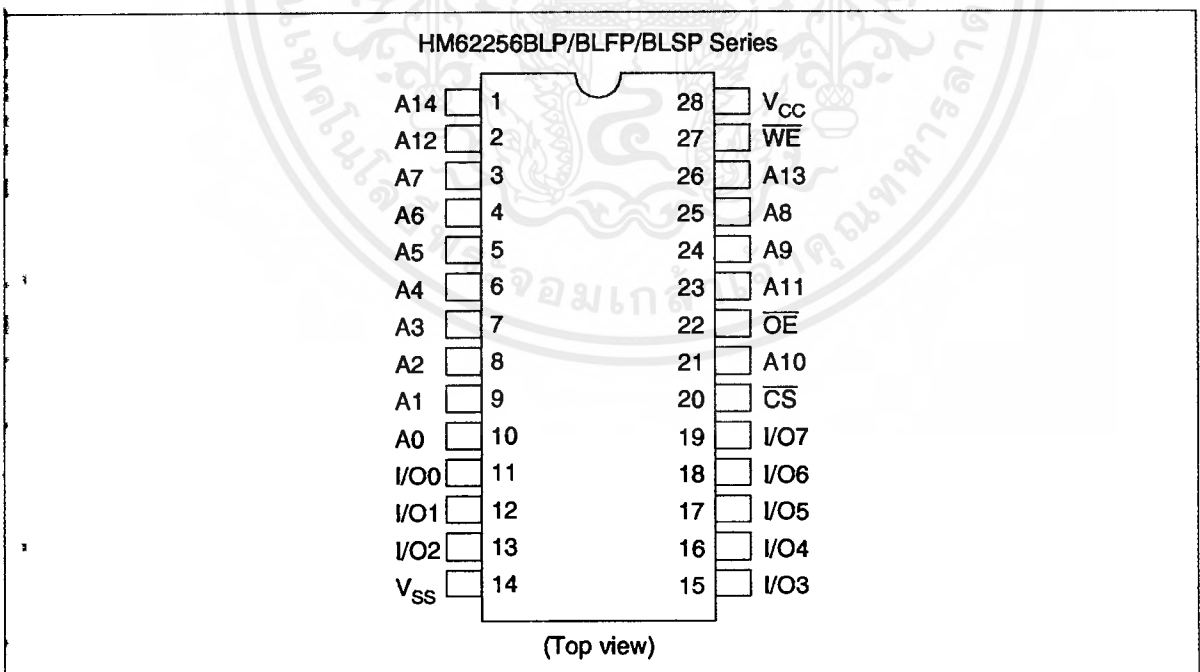 HM62256BLP/BLFP/BLSP Series
A14 1 28 VCC
A12 2 27 W̅E̅
A7 3 26 A13
A6 4 25 A8
A5 5 24 A9
A4 6 23 A11
A3 7 22 O̅E̅
A2 8 21 A10
A1 9 20 C̅S̅
A0 10 19 I/O7
I/O0 11 18 I/O6
I/O1 12 17 I/O5
I/O2 13 16 I/O4
VSS 14 15 I/O3
(Top view)